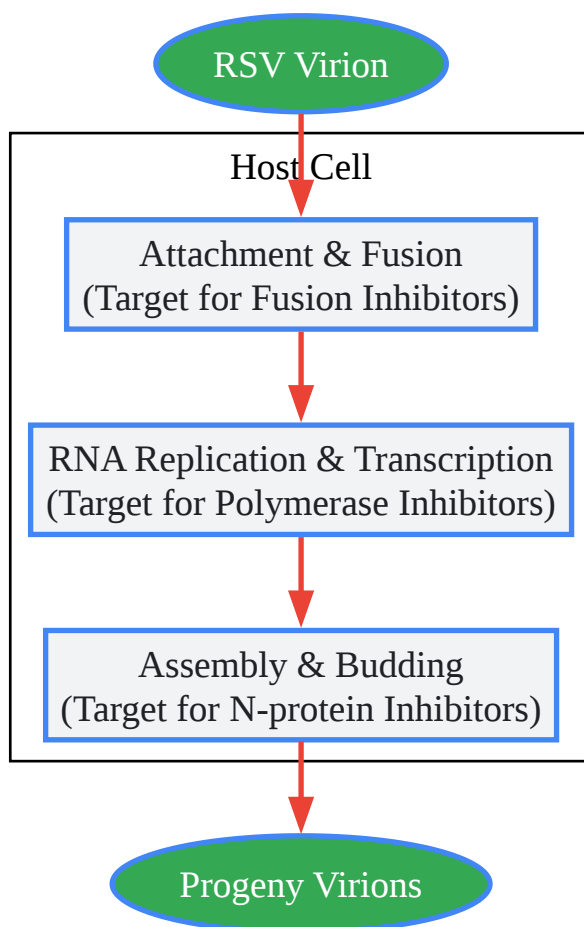 RSV Virion
Host Cell
Attachment & Fusion
(Target for Fusion Inhibitors)
RNA Replication & Transcription
(Target for Polymerase Inhibitors)
Assembly & Budding
(Target for N-protein Inhibitors)
Progeny Virions